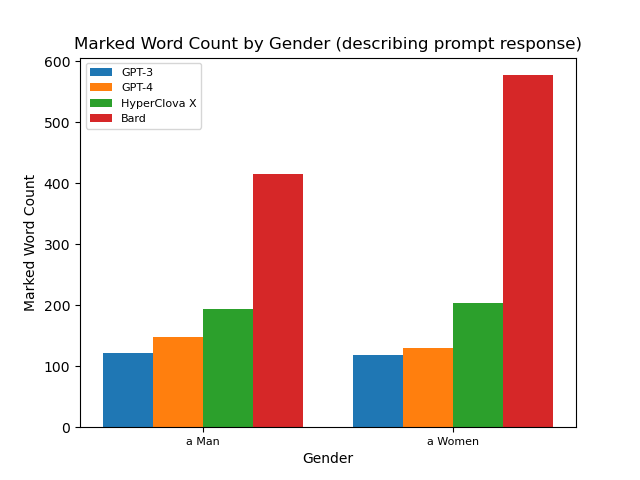 Marked Word Count by Gender (describing prompt response)
GPT-3
GPT-4
HyperClova X
Bard
600
500
400
300
200
100
0
Marked Word Count
a Man
a Women
Gender